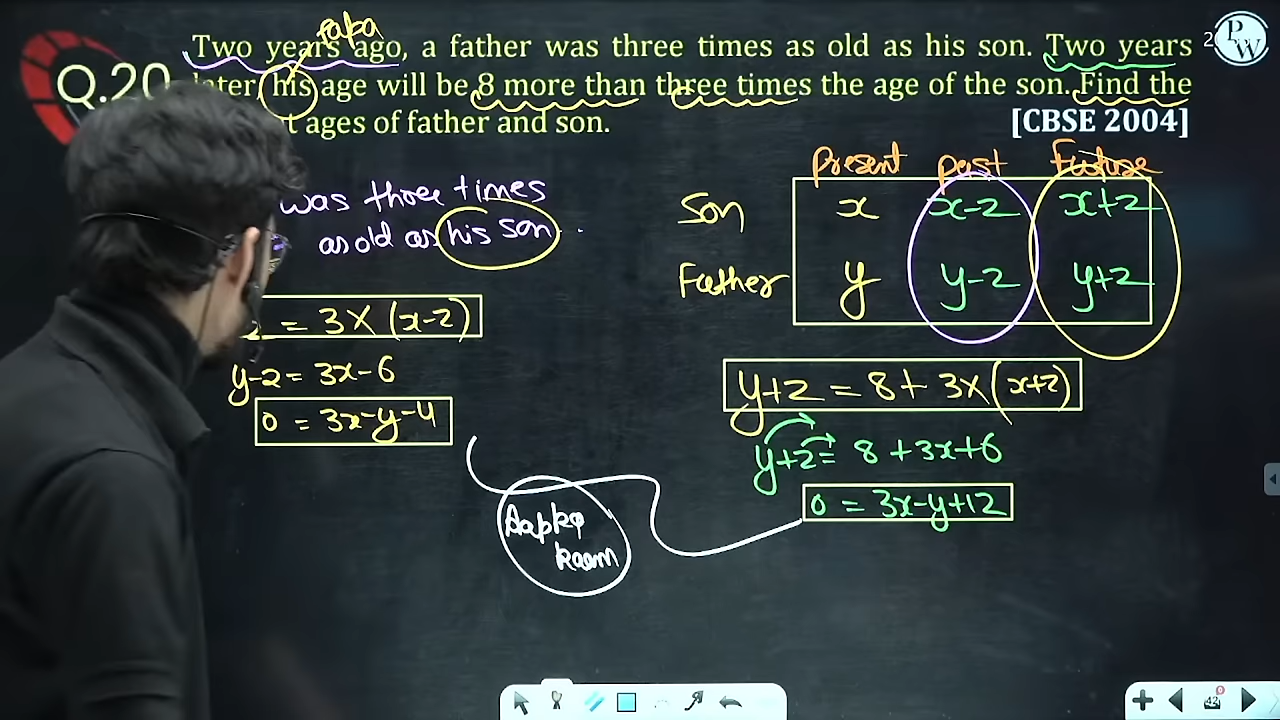 papa
Two years ago, a father was three times as old as his son. Two years
Q.20 later his age will be 8 more than three times the age of the son. Find the
t ages of father and son. [CBSE 2004]
PW
2
was three times
as old as his son..
= 3×(x-2)
y-2 = 3x-6
0 = 3x-y-4
Present Past Future
Son x x-2 x+2
Father y y-2 y+2
y+2 = 8+ 3×(x+2)
y+2= 8+3x+6
0 = 3x-y+12
Aapka
kaam
42